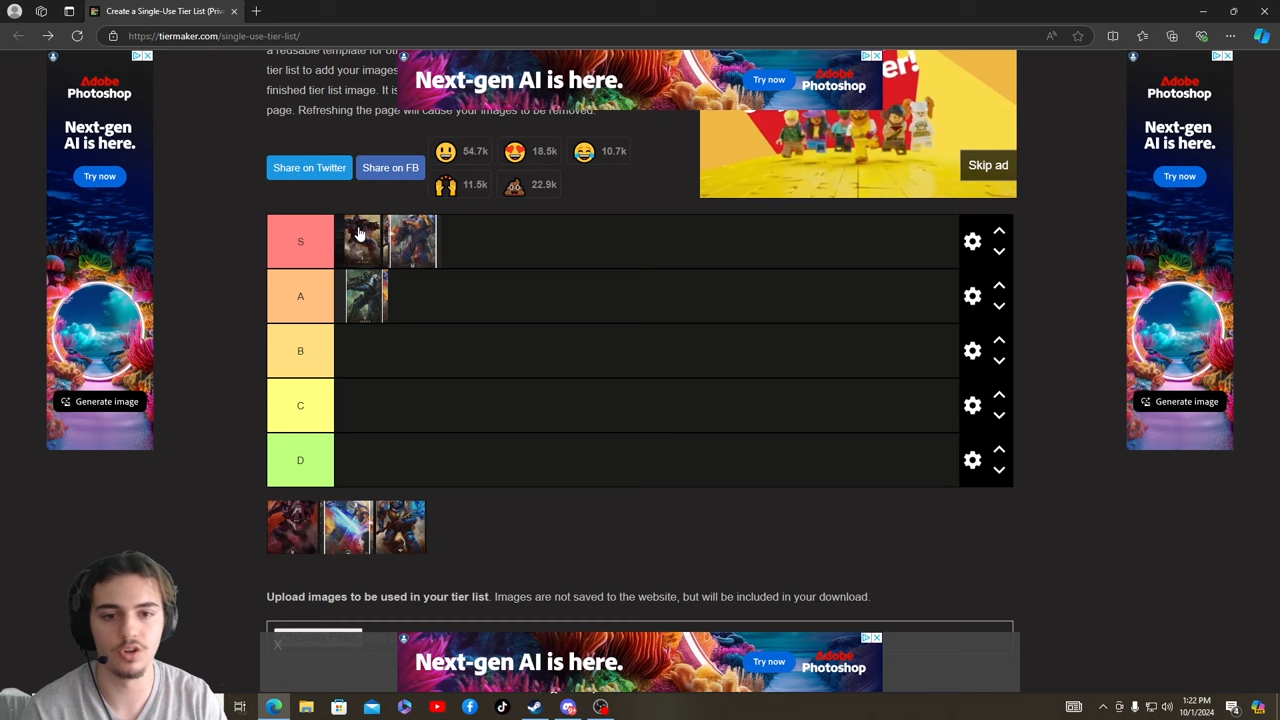 Create a Single-Use Tier List (Priv
https://tiermaker.com/single-use-tier-list/
a reusable template for ot
tier list to add your images
finished tier list image. It is
page. Refreshing the page will cause your images to be removed.
Next-gen AI is here.
Try now
Adobe
Photoshop
er!
Skip ad
Adobe
Photoshop
Next-gen
AI is here.
Try now
Generate image
Adobe
Photoshop
Next-gen
AI is here.
Try now
Generate image
Share on Twitter
Share on FB
54.7k
18.5k
10.7k
11.5k
22.9k
S
A
B
C
D
Upload images to be used in your tier list. Images are not saved to the website, but will be included in your download.
X
Next-gen AI is here.
Try now
Adobe
Photoshop
1:22 PM
10/1/2024